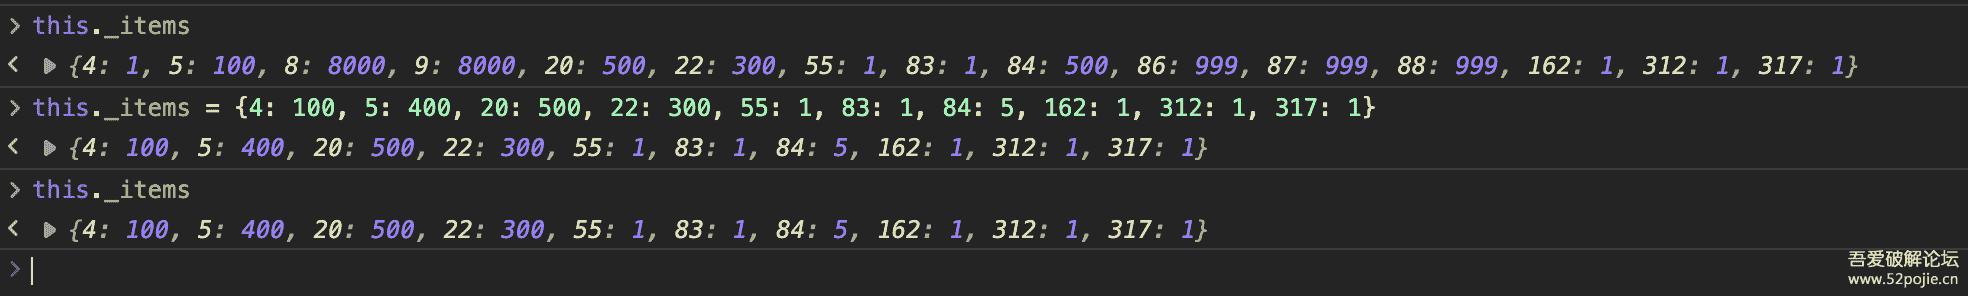 > this._items
< ▶ {4: 1, 5: 100, 8: 8000, 9: 8000, 20: 500, 22: 300, 55: 1, 83: 1, 84: 500, 86: 999, 87: 999, 88: 999, 162: 1, 312: 1, 317: 1}
> this._items = {4: 100, 5: 400, 20: 500, 22: 300, 55: 1, 83: 1, 84: 5, 162: 1, 312: 1, 317: 1}
< ▶ {4: 100, 5: 400, 20: 500, 22: 300, 55: 1, 83: 1, 84: 5, 162: 1, 312: 1, 317: 1}
> this._items
< ▶ {4: 100, 5: 400, 20: 500, 22: 300, 55: 1, 83: 1, 84: 5, 162: 1, 312: 1, 317: 1}
>
吾爱破解论坛
www.52pojie.cn